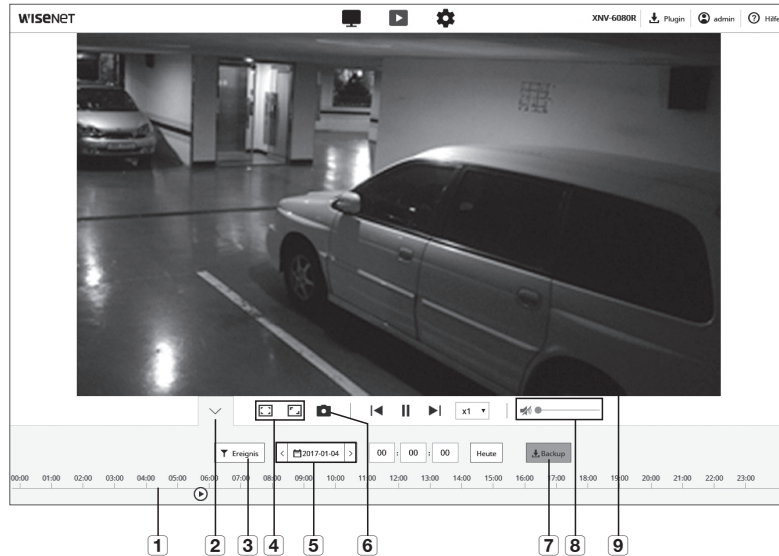 WISENET XNV-6080R Plugin admin Hilfe
x1
Ereignis 2017-01-04 00 : 00 : 00 Heute Backup
00:00 01:00 02:00 03:00 04:00 05:00 06:00 07:00 08:00 09:00 10:00 11:00 12:00 13:00 14:00 15:00 16:00 17:00 18:00 19:00 20:00 21:00 22:00 23:00
1 2 3 4 5 6 7 8 9